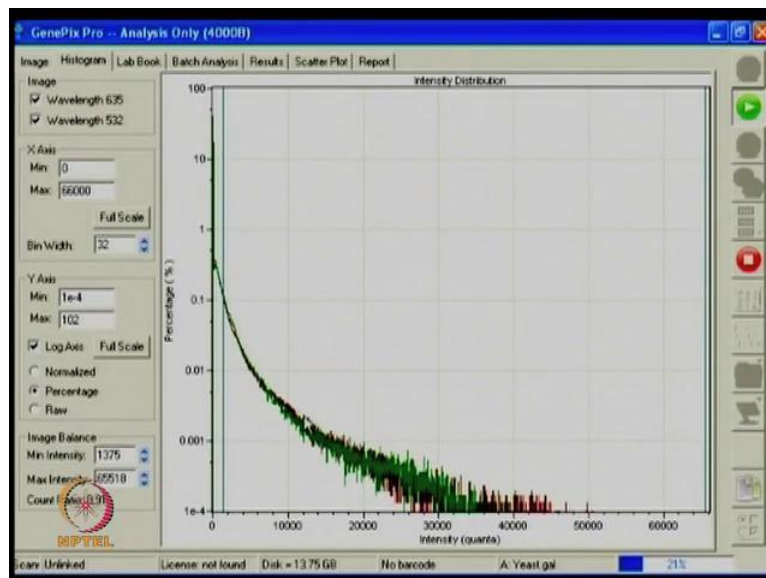 GenePix Pro -- Analysis Only (4000B)
Image Histogram Lab Book Batch Analysis Results Scatter Plot Report
Image
Wavelength 635
Wavelength 532
X Axis
Min: 0
Max: 66000
Full Scale
Bin Width: 32
Y Axis
Min: 1e-4
Max: 102
Log Axis Full Scale
Normalized
Percentage
Raw
Image Balance
Min Intensity: 1375
Max Intensity: 65518
Count Ratio:
NPTEL
Intensity Distribution
Percentage ( % )
100
10
1
0.1
0.01
0.001
1e-4
0 10000 20000 30000 40000 50000 60000
Intensity (quanta)
Scan: Unlinked License: not found Disk = 13.75 GB No barcode A: Yeast.gal 21%